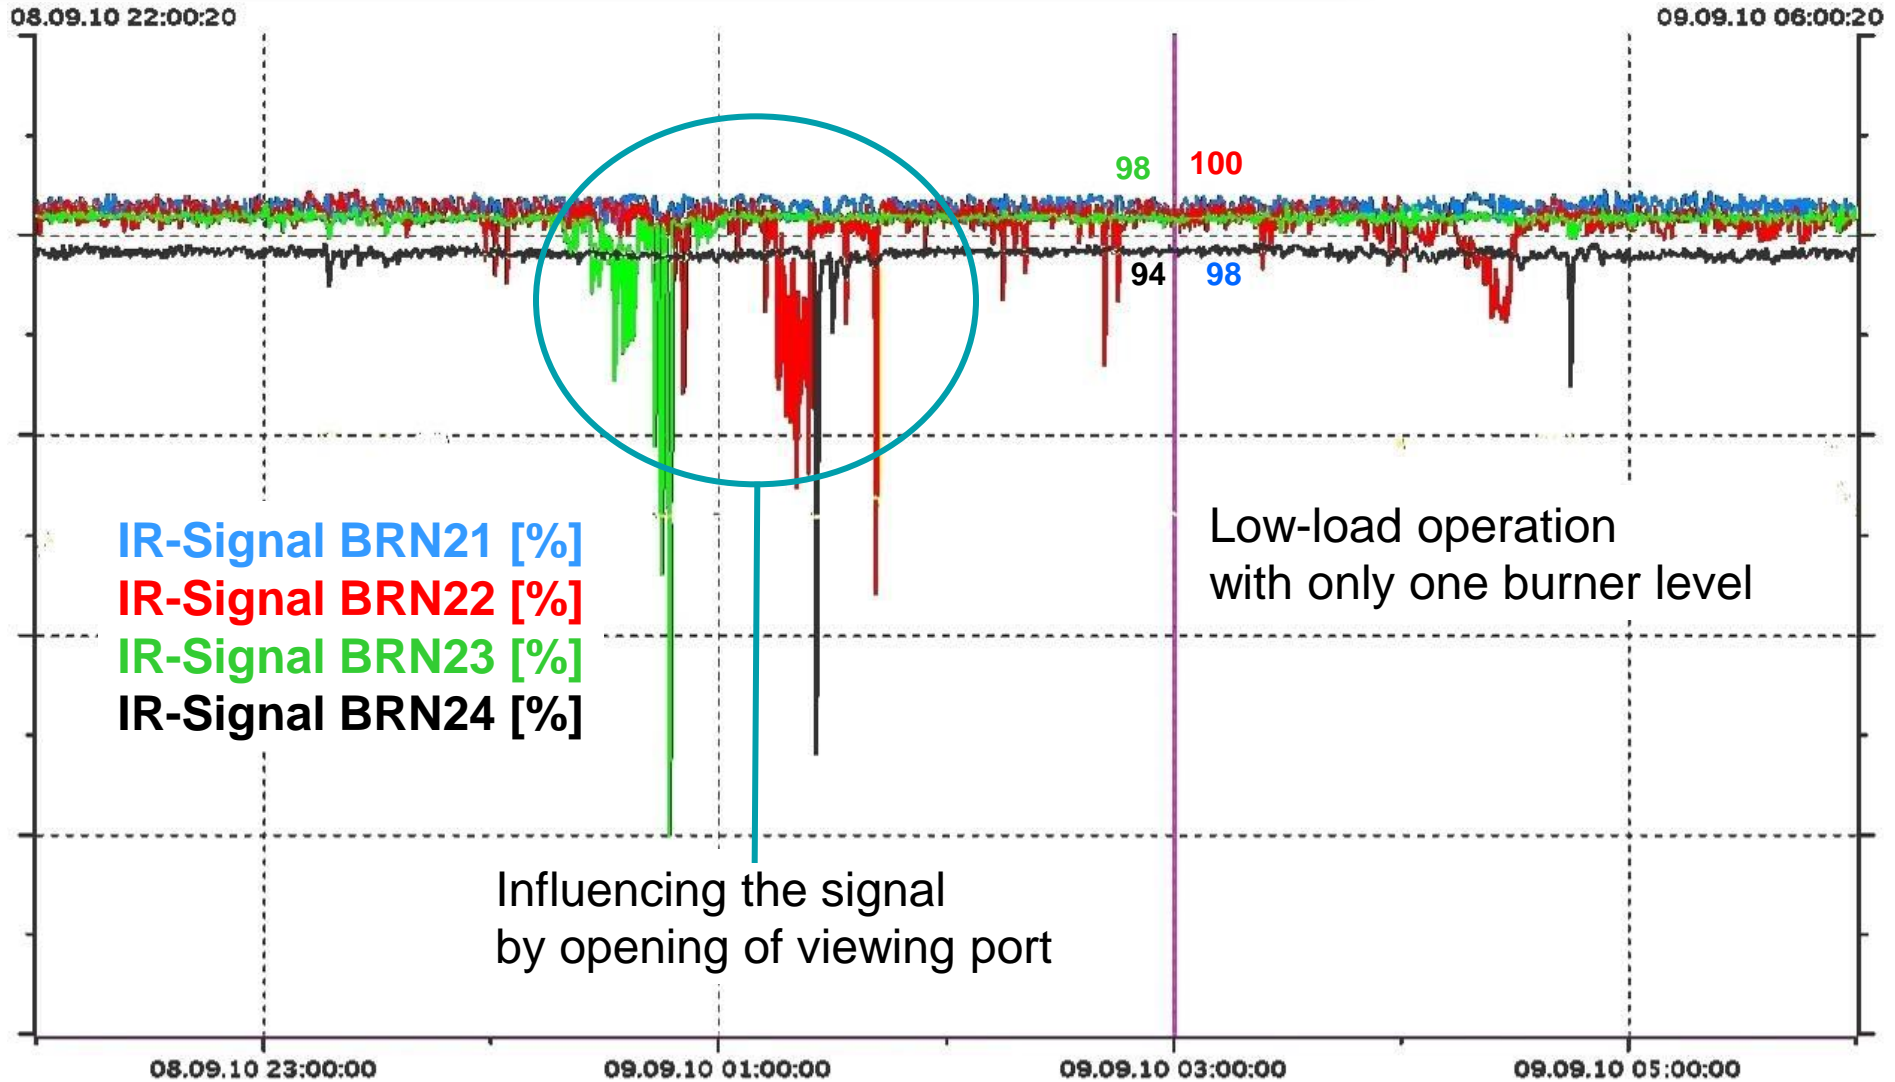 08.09.10 22:00:20
09.09.10 06:00:20
98
100
94
98
IR-Signal BRN21 [%]
IR-Signal BRN22 [%]
IR-Signal BRN23 [%]
IR-Signal BRN24 [%]
Low-load operation
with only one burner level
Influencing the signal
by opening of viewing port
08.09.10 23:00:00
09.09.10 01:00:00
09.09.10 03:00:00
09.09.10 05:00:00